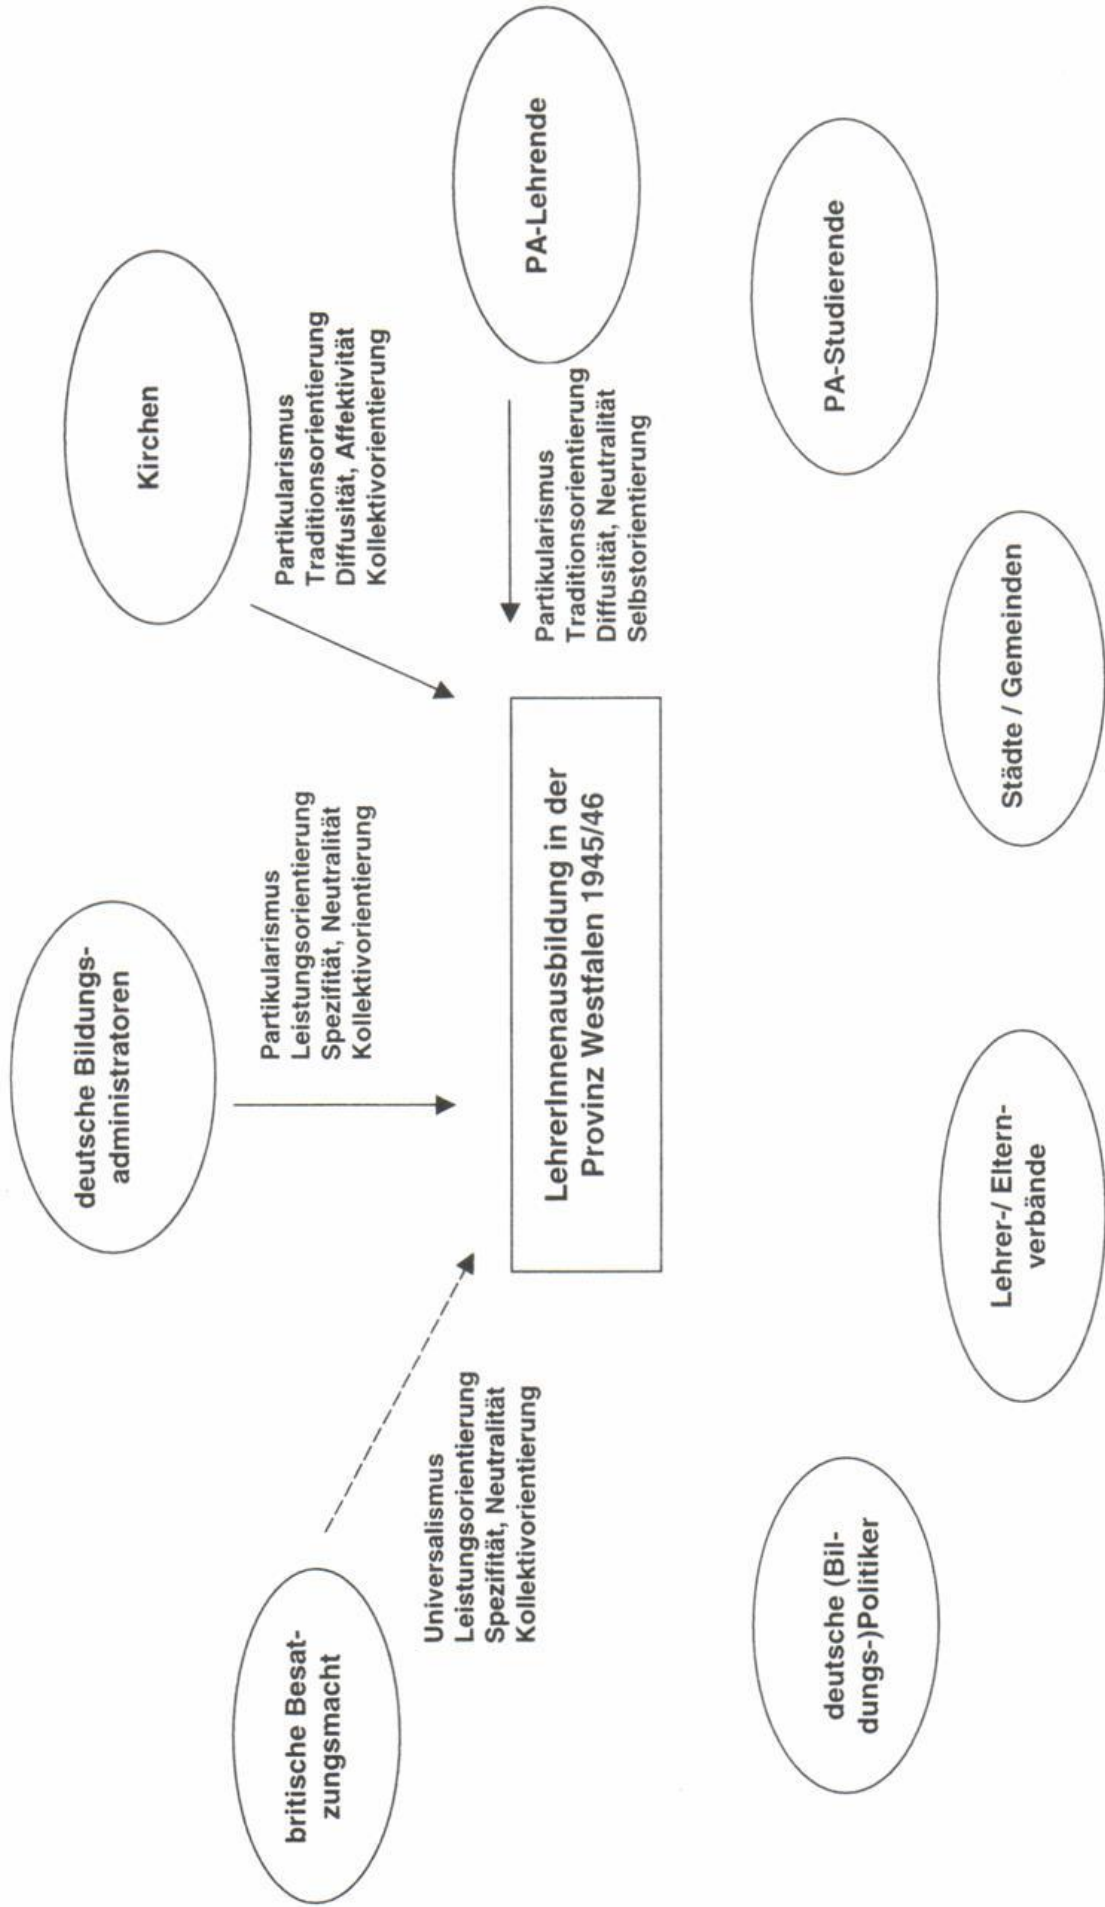 britische Besat-
zungsmacht
Universalismus
Leistungsorientierung
Spezifität, Neutralität
Kollektivorientierung
deutsche Bildungs-
administratoren
Partikularismus
Leistungsorientierung
Spezifität, Neutralität
Kollektivorientierung
Kirchen
Partikularismus
Traditionsorientierung
Diffusität, Affektivität
Kollektivorientierung
PA-Lehrende
Partikularismus
Traditionsorientierung
Diffusität, Neutralität
Selbstorientierung
LehrerInnenausbildung in der
Provinz Westfalen 1945/46
deutsche (Bil-
dungs-)Politiker
Lehrer-/ Eltern-
verbände
Städte / Gemeinden
PA-Studierende